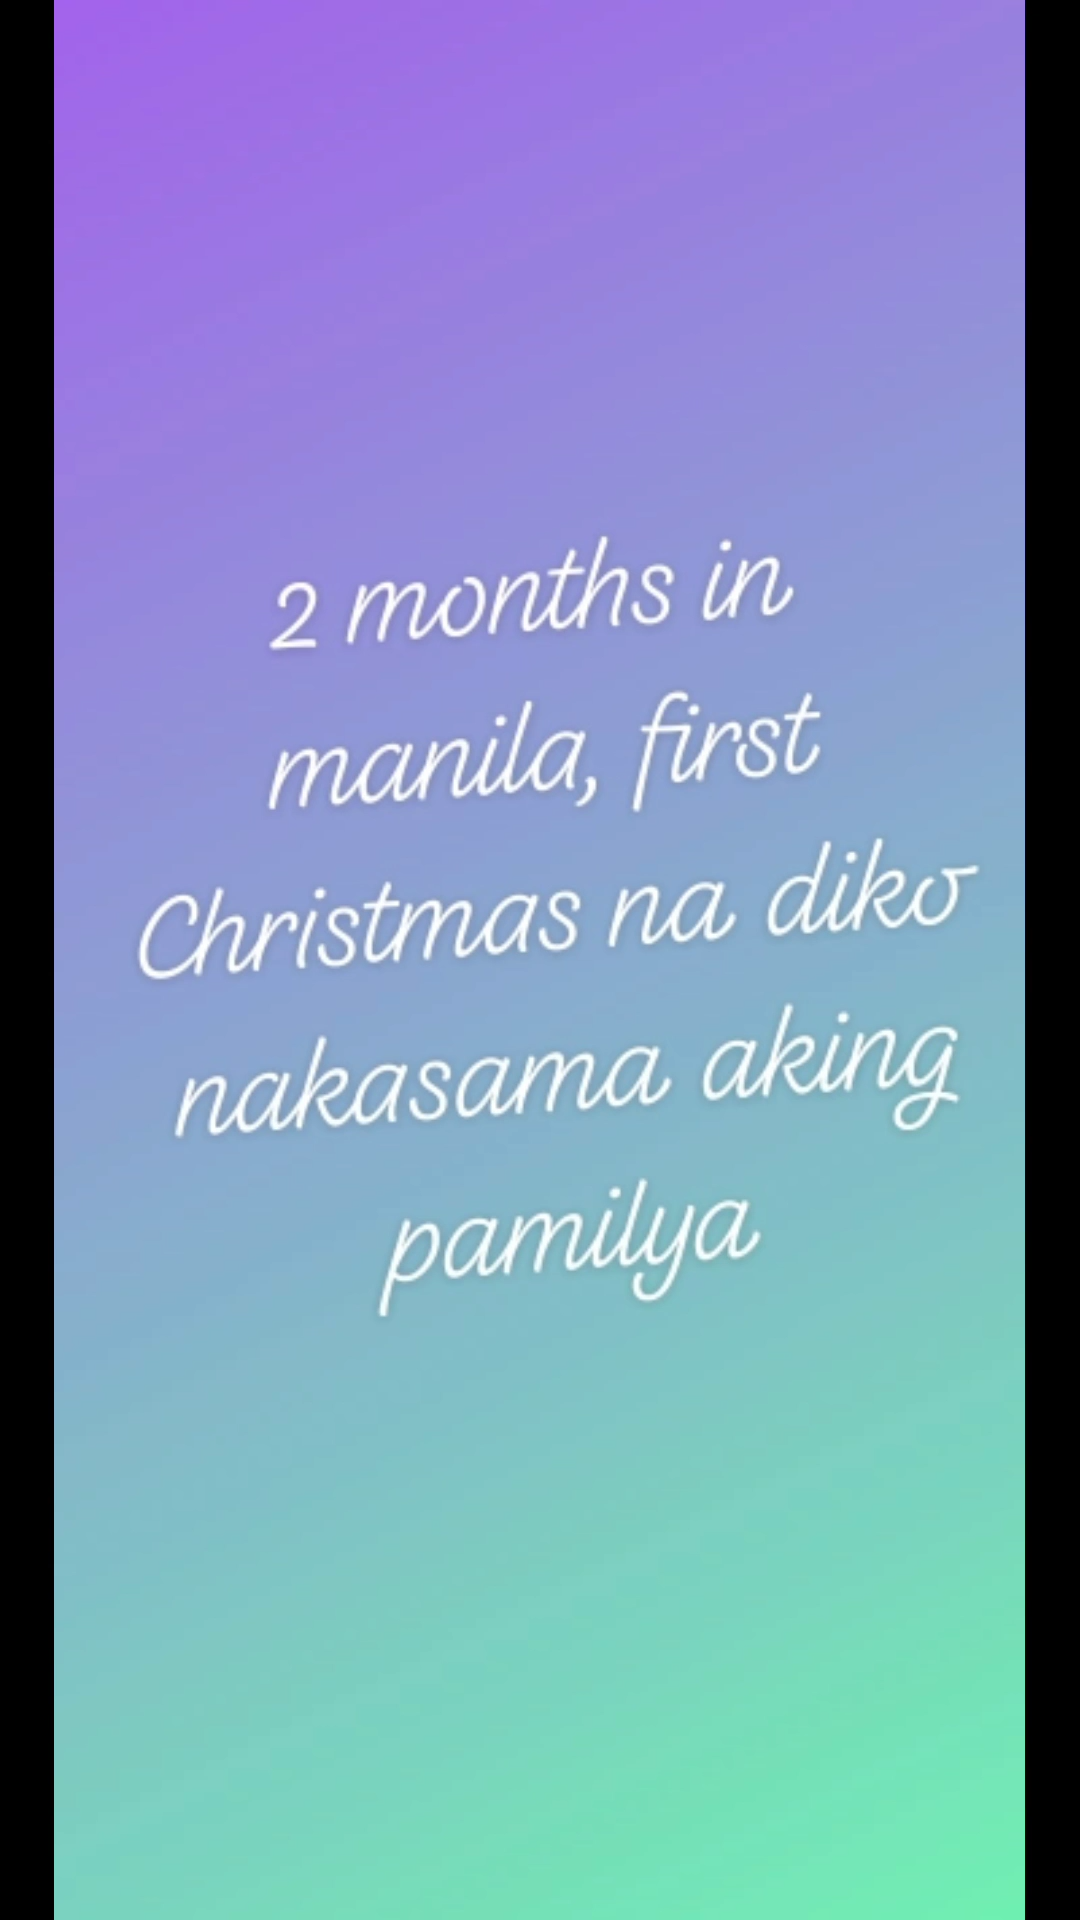 2 months in
manila, first
Christmas na diko
nakasama aking
pamilya